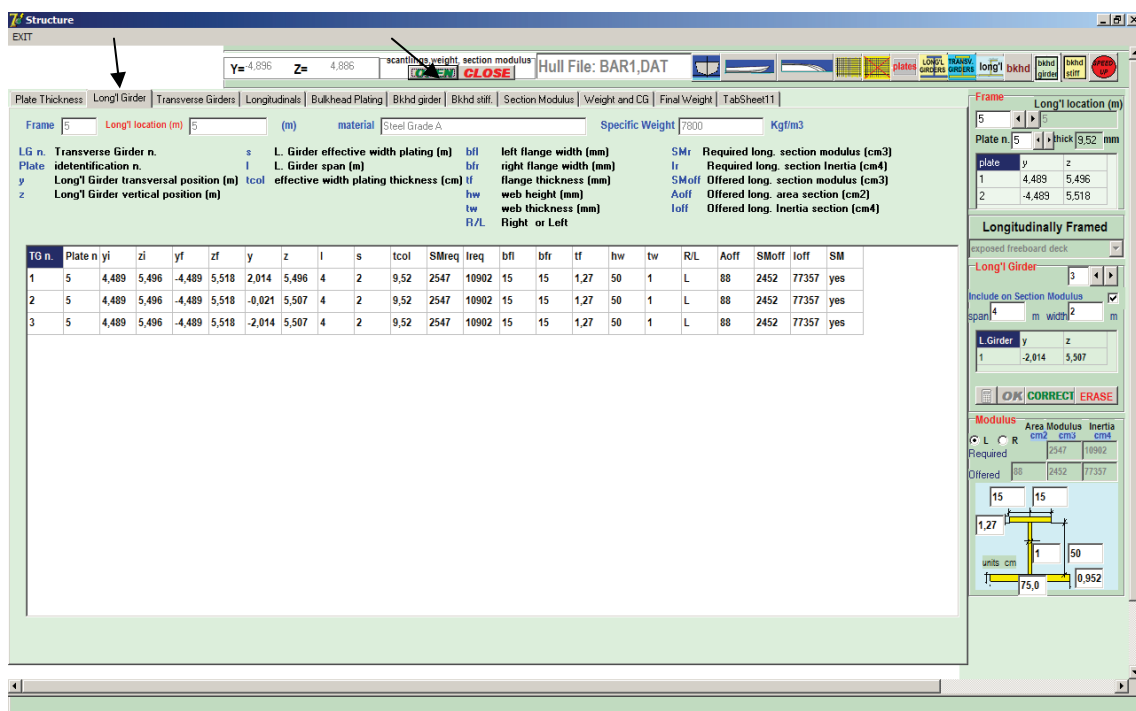 Structure
EXIT
Y= -4,896 Z= 4,886
scantlings,weight, section modulus
OPEN CLOSE
Hull File: BAR1,DAT
plates LONG'L GIRDERS TRANSV. GIRDERS long'l bkhd bkhd girder bkhd stiff SPEED UP
Plate Thickness Long'l Girder Transverse Girders Longitudinals Bulkhead Plating Bkhd girder Bkhd stiff. Section Modulus Weight and CG Final Weight TabSheet11
Frame 5 Long'l location (m) 5 (m) material Steel Grade A Specific Weight 7800 Kgf/m3
LG n. Transverse Girder n. s L. Girder effective width plating (m) bfl left flange width (mm) SMr Required long. section modulus (cm3)
Plate idetentification n. l L. Girder span (m) bfr right flange width (mm) Ir Required long. section Inertia (cm4)
y Long'l Girder transversal position (m) tcol effective width plating thickness (cm) tf flange thickness (mm) SMoff Offered long. section modulus (cm3)
z Long'l Girder vertical position (m) hw web height (mm) Aoff Offered long. area section (cm2)
tw web thickness (mm) Ioff Offered long. Inertia section (cm4)
R/L Right or Left
TG n. Plate n yi zi yf zf y z l s tcol SMreq Ireq bfl bfr tf hw tw R/L Aoff SMoff Ioff SM
1 5 4,489 5,496 -4,489 5,518 2,014 5,496 4 2 9,52 2547 10902 15 15 1,27 50 1 L 88 2452 77357 yes
2 5 4,489 5,496 -4,489 5,518 -0,021 5,507 4 2 9,52 2547 10902 15 15 1,27 50 1 L 88 2452 77357 yes
3 5 4,489 5,496 -4,489 5,518 -2,014 5,507 4 2 9,52 2547 10902 15 15 1,27 50 1 L 88 2452 77357 yes
Frame Long'l location (m)
5 5
Plate n. 5 thick 9,52 mm
plate y z
1 4,489 5,496
2 -4,489 5,518
Longitudinally Framed
exposed freeboard deck
Long'l Girder 3
Include on Section Modulus
span 4 m width 2 m
L.Girder y z
1 -2,014 5,507
OK CORRECT ERASE
Modulus Area Modulus Inertia
L R cm2 cm3 cm4
Required 2547 10902
Offered 88 2452 77357
15 15
1,27
1 50
units cm
75,0 0,952